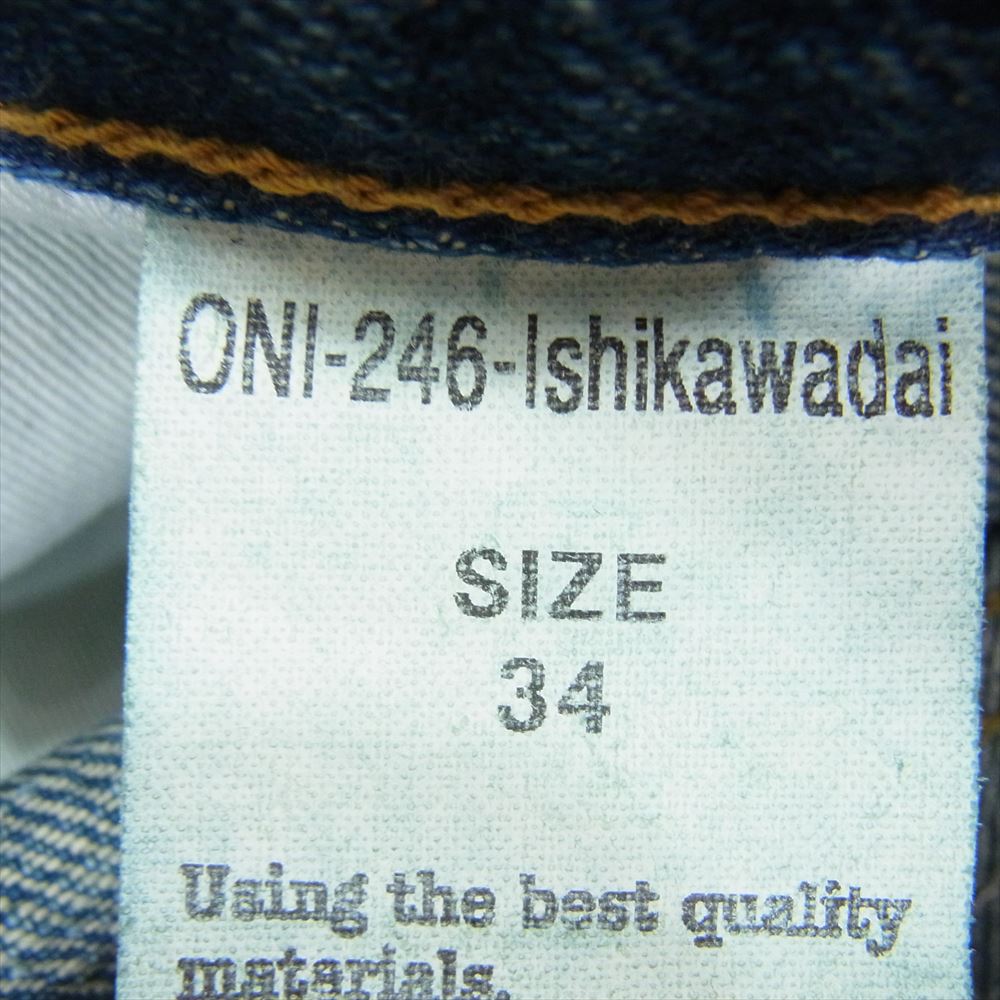 ONI-246-Ishikawadai
SIZE
34
Using the best quality
materials.